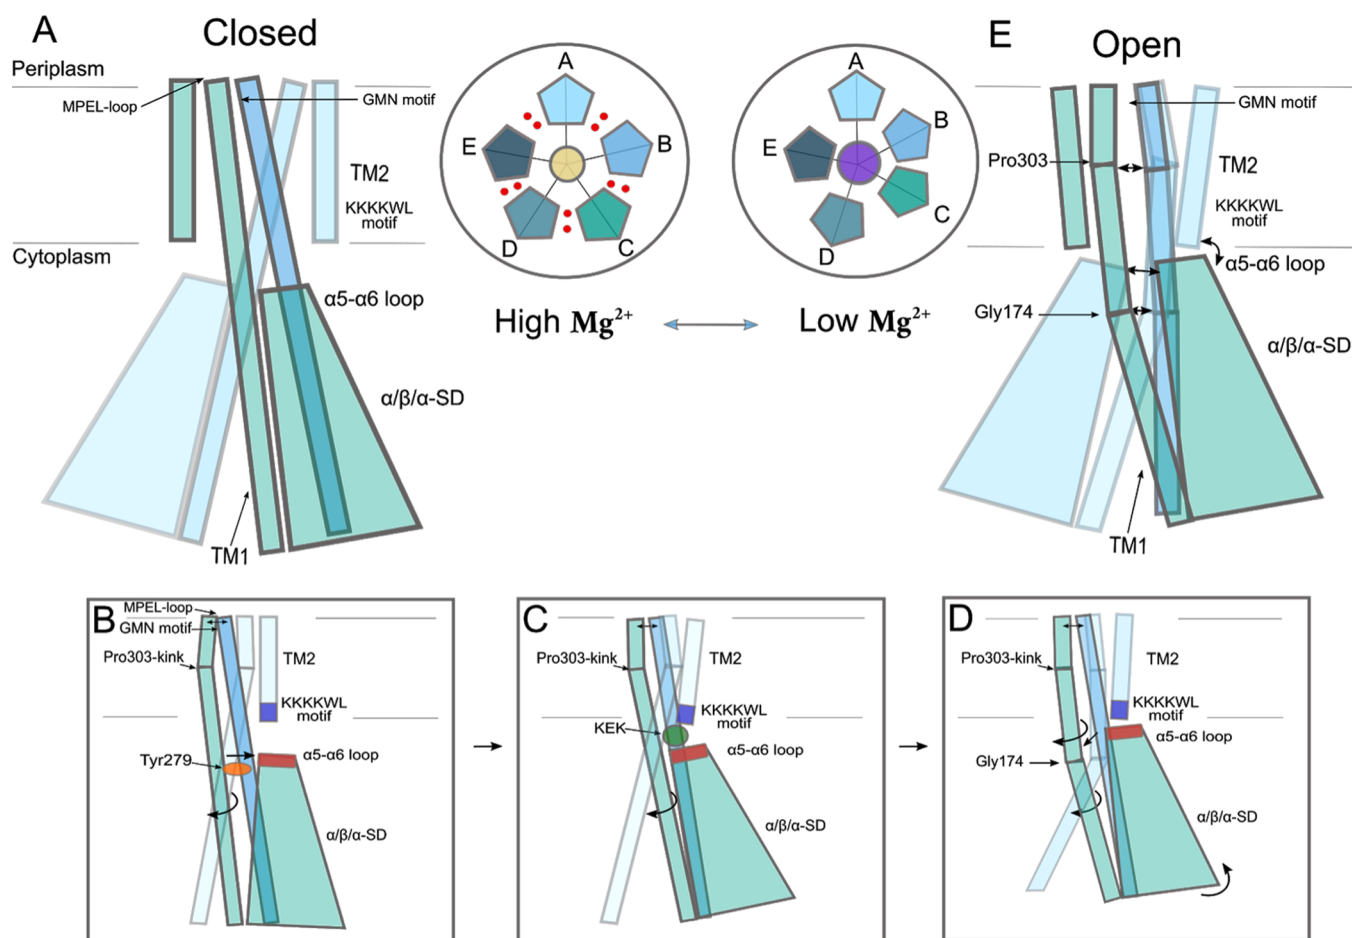 A
Closed
Periplasm
MPEL-loop
GMN motif
TM2
KKKKWL
motif
Cytoplasm
α5-α6 loop
α/β/α-SD
TM1
A
B
C
D
E
High Mg²⁺
A
B
C
D
E
Low Mg²⁺
E
Open
GMN motif
Pro303
TM2
KKKKWL
motif
α5-α6 loop
Gly174
α/β/α-SD
TM1
B
MPEL-loop
GMN motif
Pro303-kink
TM2
KKKKWL
motif
Tyr279
α5-α6 loop
α/β/α-SD
C
Pro303-kink
TM2
KKKKWL
motif
KEK
α5-α6 loop
α/β/α-SD
D
Pro303-kink
TM2
KKKKWL
motif
α5-α6 loop
Gly174
α/β/α-SD